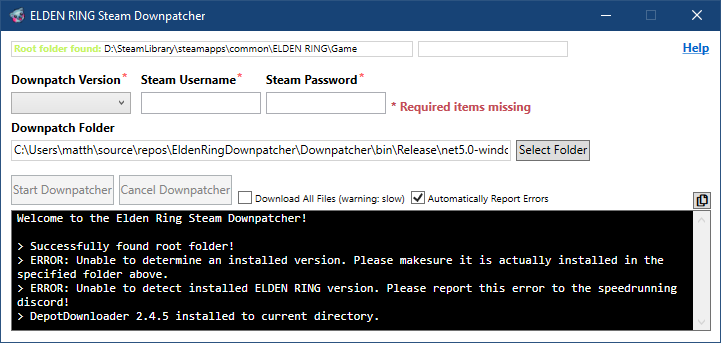 ELDEN RING Steam Downpatcher
Root folder found: D:\SteamLibrary\steamapps\common\ELDEN RING\Game
Help
Downpatch Version* Steam Username* Steam Password*
* Required items missing
Downpatch Folder
C:\Users\matth\source\repos\EldenRingDownpatcher\Downpatcher\bin\Release\net5.0-windo Select Folder
Start Downpatcher Cancel Downpatcher Download All Files (warning: slow) Automatically Report Errors
Welcome to the Elden Ring Steam Downpatcher!
> Successfully found root folder!
> ERROR: Unable to determine an installed version. Please makesure it is actually installed in the
specified folder above.
> ERROR: Unable to detect installed ELDEN RING version. Please report this error to the speedrunning
discord!
> DepotDownloader 2.4.5 installed to current directory.